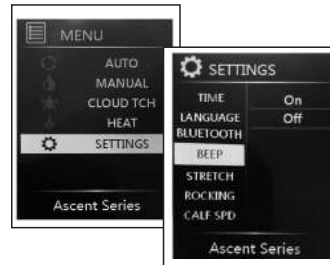 MENU
AUTO
MANUAL
CLOUD TCH
HEAT
SETTINGS
Ascent Series
SETTINGS
TIME On
LANGUAGE Off
BLUETOOTH
BEEP
STRETCH
ROCKING
CALF SPD
Ascent Series